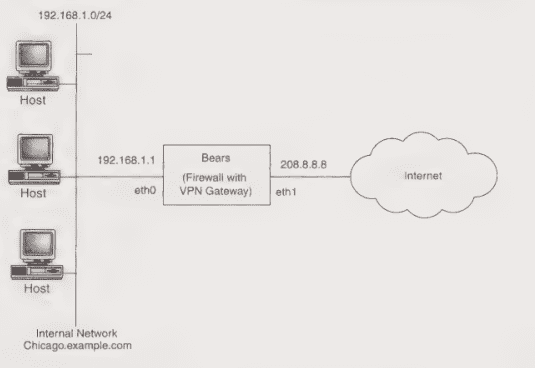 192.168.1.0/24
Host
192.168.1.1
Bears
(Firewall with
VPN Gateway)
208.8.8.8
eth0
eth1
Internet
Host
Host
Internal Network
Chicago.example.com